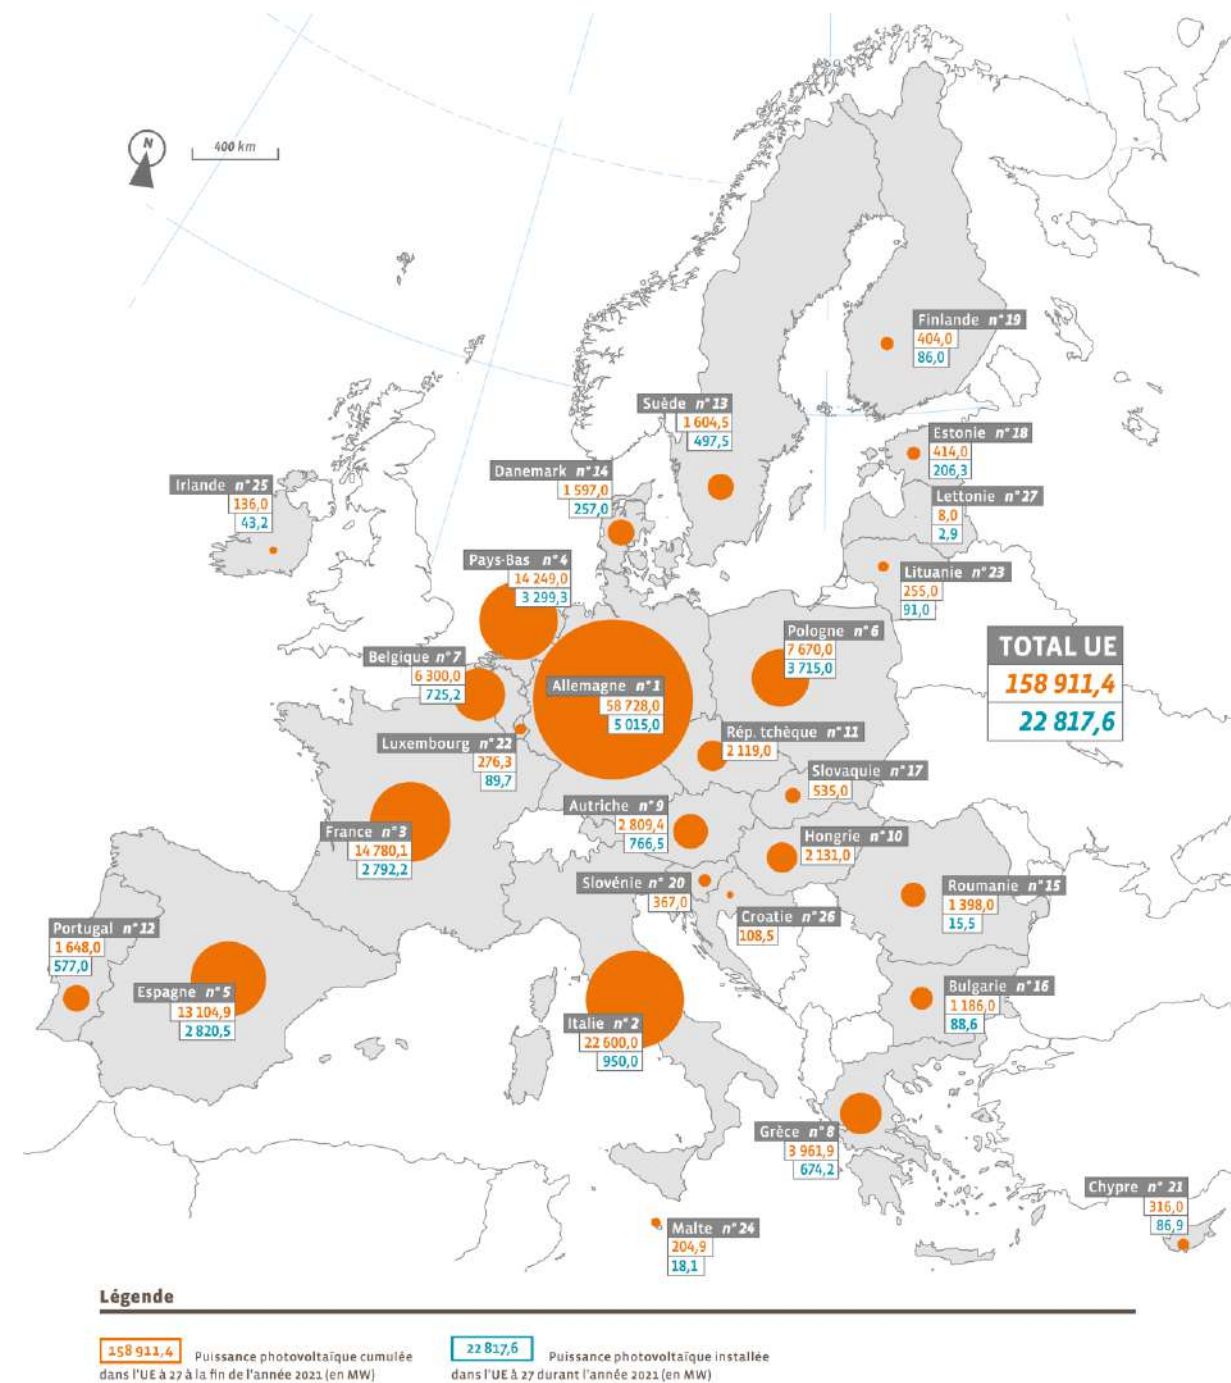 N
400 km
Finlande n°19
404,0
86,0
Suède n°13
1 604,5
497,5
Estonie n°18
414,0
206,3
Danemark n°14
1 597,0
257,0
Irlande n°25
136,0
43,2
Lettonie n°27
8,0
2,9
Pays-Bas n°4
14 249,0
3 299,3
Lituanie n°23
255,0
91,0
Pologne n°6
7 670,0
3 715,0
TOTAL UE
158 911,4
22 817,6
Belgique n°7
6 300,0
725,2
Allemagne n°1
58 728,0
5 015,0
Luxembourg n°22
276,3
89,7
Rép. tchèque n°11
2 119,0
Slovaquie n°17
535,0
Autriche n°9
2 809,4
766,5
France n°3
14 780,1
2 792,2
Hongrie n°10
2 131,0
Slovénie n° 20
367,0
Roumanie n°15
1 398,0
15,5
Croatie n°26
108,5
Portugal n°12
1 648,0
577,0
Espagne n°5
13 104,9
2 820,5
Bulgarie n°16
1 186,0
88,6
Italie n°2
22 600,0
950,0
Grèce n°8
3 961,9
674,2
Chypre n° 21
316,0
86,9
Malte n°24
204,9
18,1
Légende
158 911,4 Puissance photovoltaïque cumulée
dans l'UE à 27 à la fin de l'année 2021 (en MW)
22 817,6 Puissance photovoltaïque installée
dans l'UE à 27 durant l'année 2021 (en MW)